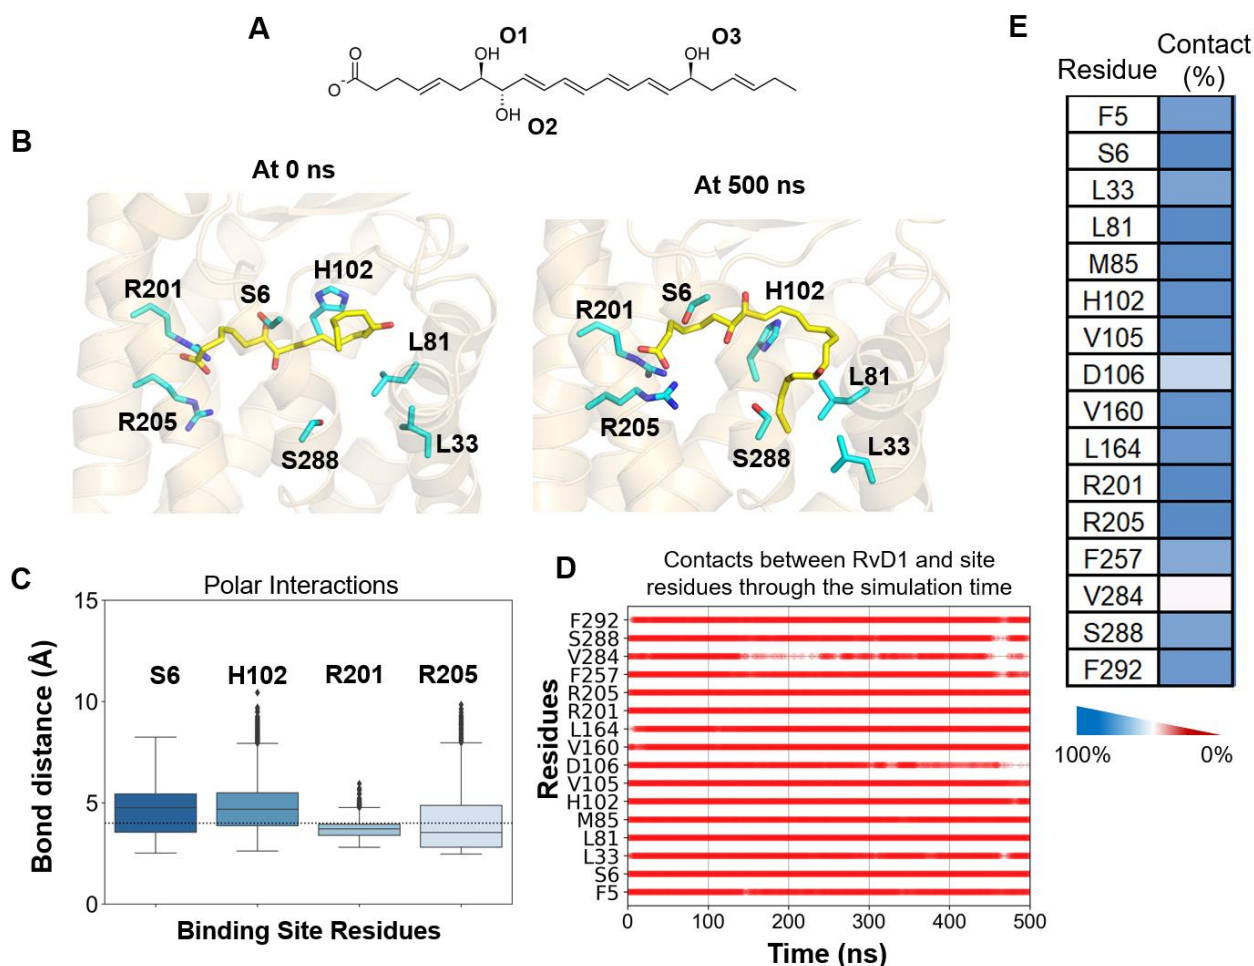 A
O
O-
OH
O1
OH
O2
OH
O3
B
At 0 ns
R201
S6
H102
L81
R205
S288
L33
At 500 ns
R201
S6
H102
L81
R205
S288
L33
C
Polar Interactions
Bond distance (Å)
15
10
5
0
S6
H102
R201
R205
Binding Site Residues
D
Contacts between RvD1 and site
residues through the simulation time
Residues
F292
S288
V284
F257
R205
R201
L164
V160
D106
V105
H102
M85
L81
L33
S6
F5
0
100
200
300
400
500
Time (ns)
E
Residue
Contact
(%)
F5
S6
L33
L81
M85
H102
V105
D106
V160
L164
R201
R205
F257
V284
S288
F292
100%
0%